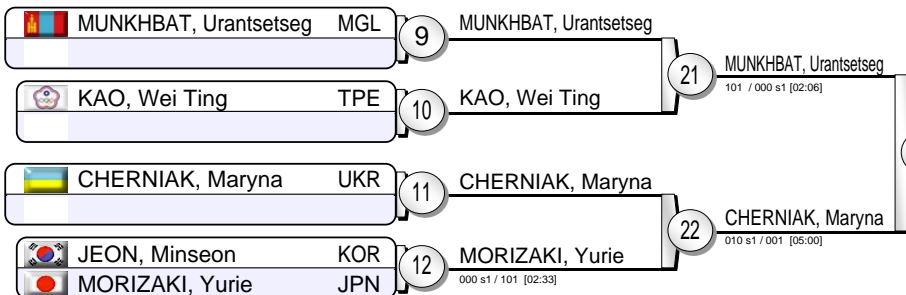 MUNKHBAT, Urantsetseg MGL
9
MUNKHBAT, Urantsetseg
KAO, Wei Ting TPE
10
KAO, Wei Ting
21
MUNKHBAT, Urantsetseg
101 / 000 s1 [02:06]
CHERNIAK, Maryna UKR
11
CHERNIAK, Maryna
JEON, Minseon KOR
MORIZAKI, Yurie JPN
12
MORIZAKI, Yurie
000 s1 / 101 [02:33]
22
CHERNIAK, Maryna
010 s1 / 001 [05:00]